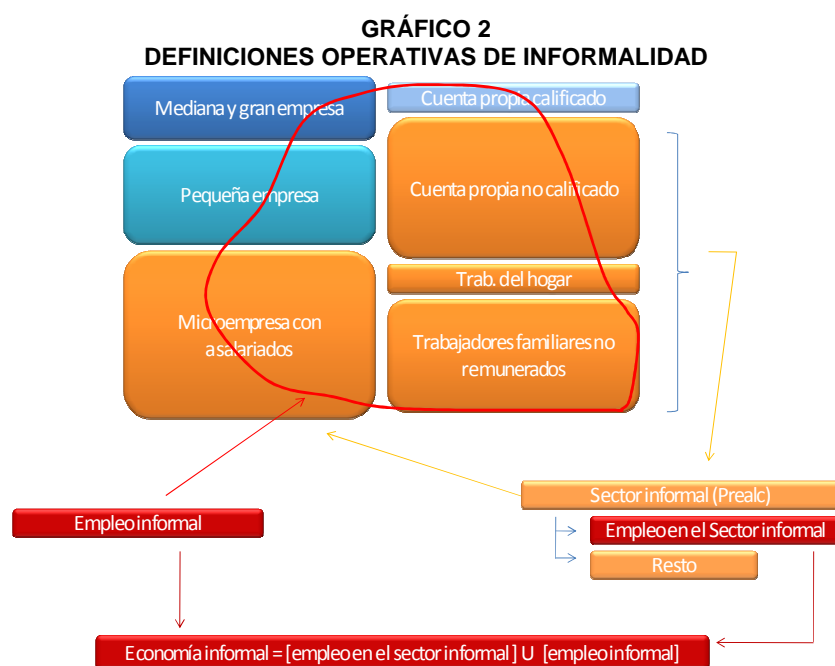 GRÁFICO 2
DEFINICIONES OPERATIVAS DE INFORMALIDAD
Mediana y gran empresa
Cuenta propia calificado
Pequeña empresa
Cuenta propia no calificado
Trab. del hogar
Microempresa con
asalariados
Trabajadores familiares no
remunerados
Sector informal (Prealc)
Empleo informal
Empleo en el Sector informal
Resto
Economía informal = [empleo en el sector informal ] U [empleo informal]